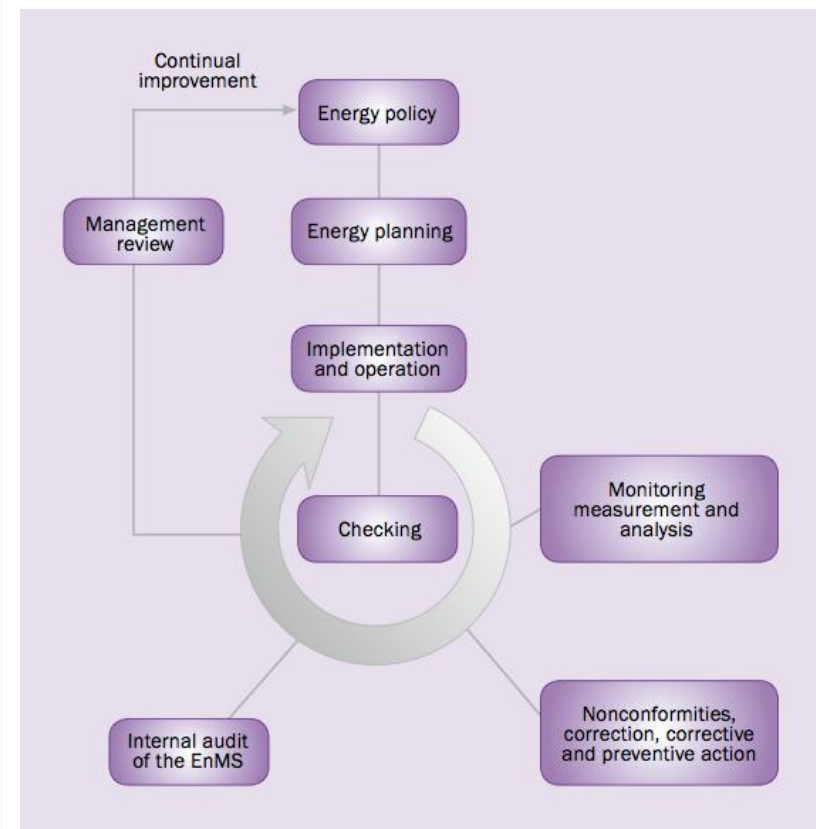 Continual
improvement
Energy policy
Management
review
Energy planning
Implementation
and operation
Checking
Monitoring
measurement and
analysis
Internal audit
of the EnMS
Nonconformities,
correction, corrective
and preventive action